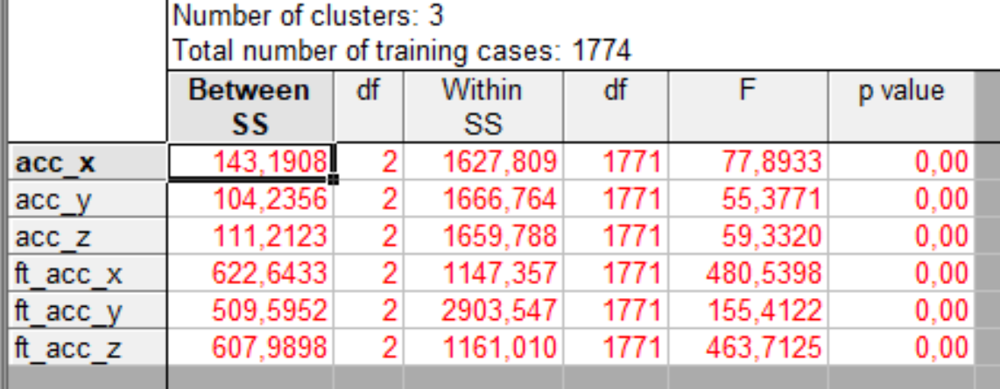 Number of clusters: 3
Total number of training cases: 1774
Between SS df Within SS df F p value
acc_x 143,1908 2 1627,809 1771 77,8933 0,00
acc_y 104,2356 2 1666,764 1771 55,3771 0,00
acc_z 111,2123 2 1659,788 1771 59,3320 0,00
ft_acc_x 622,6433 2 1147,357 1771 480,5398 0,00
ft_acc_y 509,5952 2 2903,547 1771 155,4122 0,00
ft_acc_z 607,9898 2 1161,010 1771 463,7125 0,00